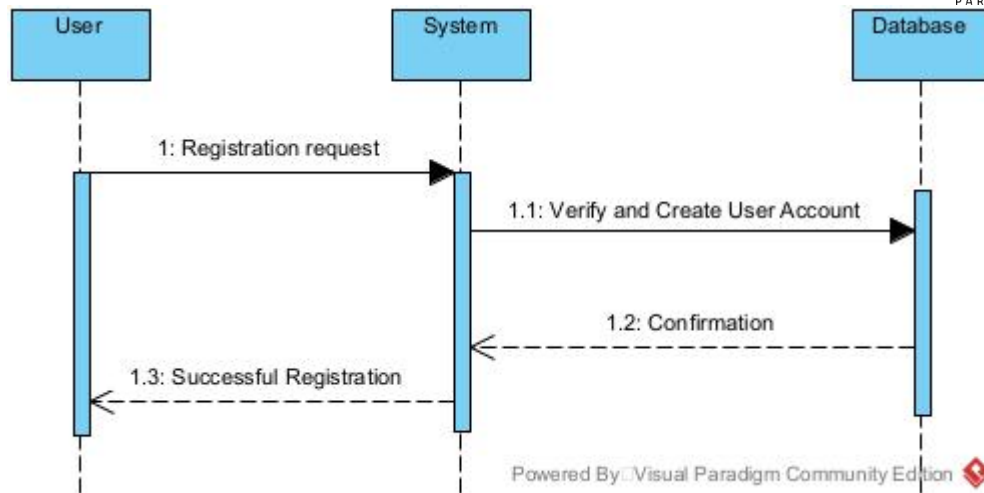 PAR
User
System
Database
1: Registration request
1.1: Verify and Create User Account
1.2: Confirmation
1.3: Successful Registration
Powered By Visual Paradigm Community Edition